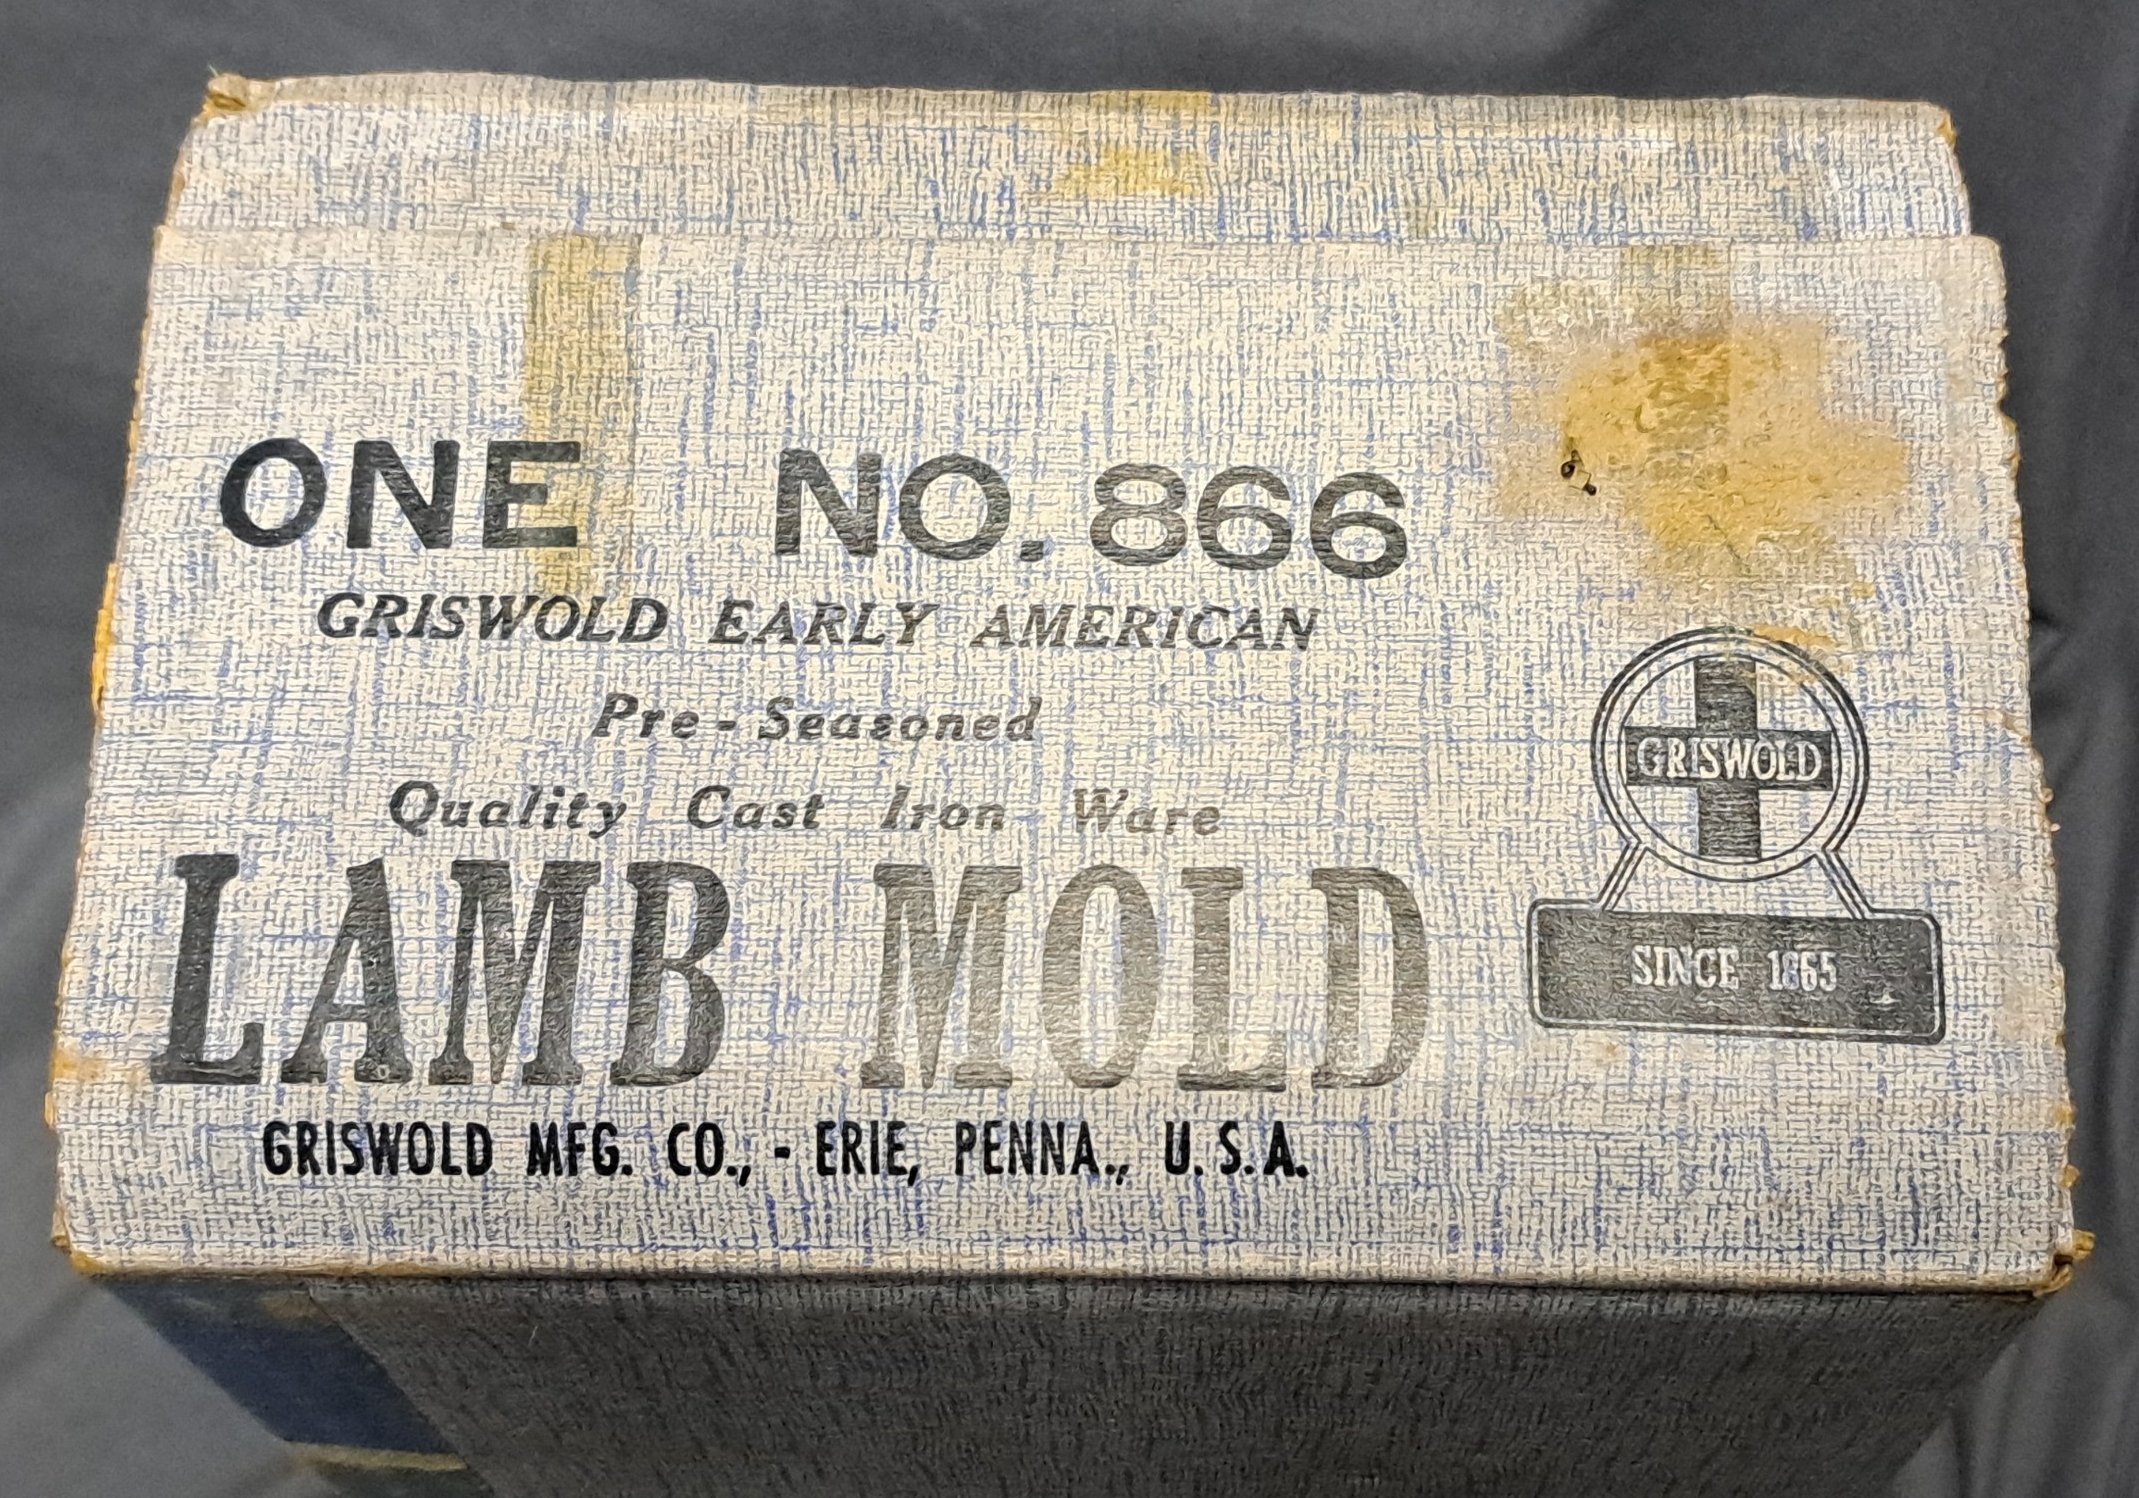 ONE NO. 866
GRISWOLD EARLY AMERICAN
Pre-Seasoned
Quality Cast Iron Ware
LAMB MOLD
GRISWOLD MFG. CO., - ERIE, PENNA., U.S.A.
GRISWOLD
SINCE 1865